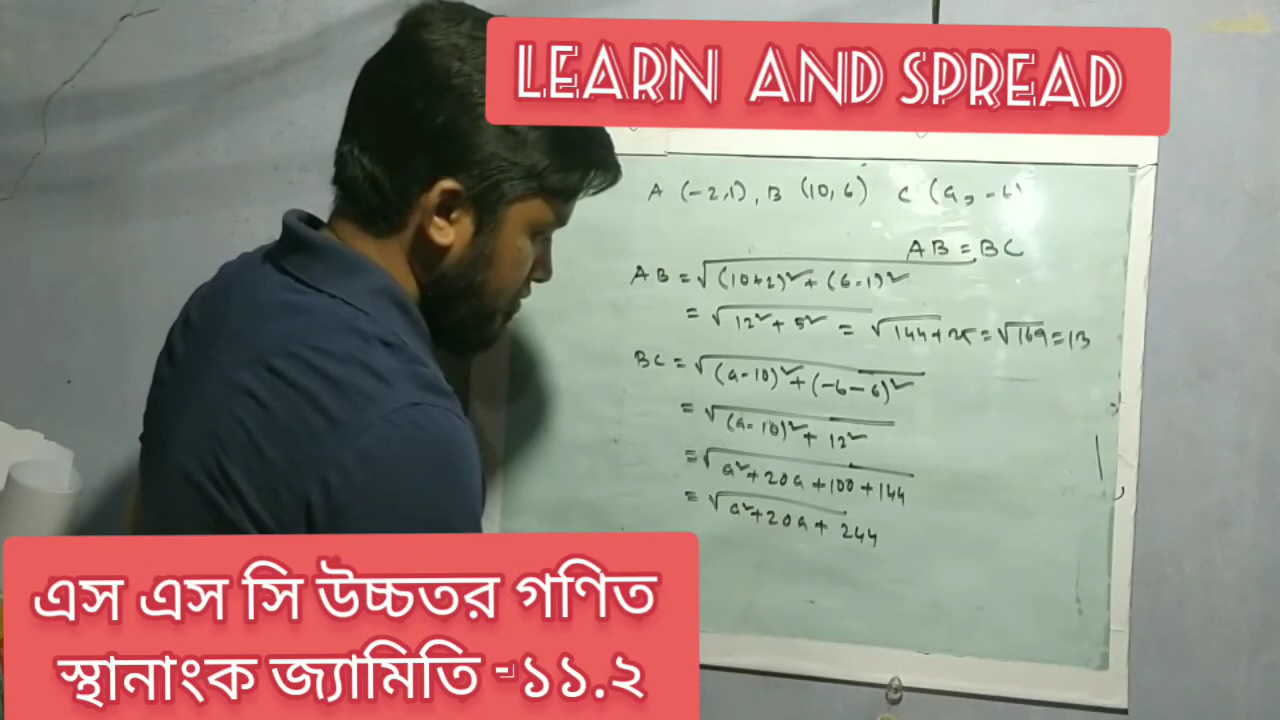 LEARN AND SPREAD
A (-2,1), B (10,6) C (a, -6)
AB = BC
AB = √(10+2)² + (6-1)²
= √12² + 5² = √144+25 = √169 = 13
BC = √(a-10)² + (-6-6)²
= √(a-10)² + 12²
= √a² + 20a + 100 + 144
= √a² + 20a + 244
এস এস সি উচ্চতর গণিত
স্থানাংক জ্যামিতি -১১.২